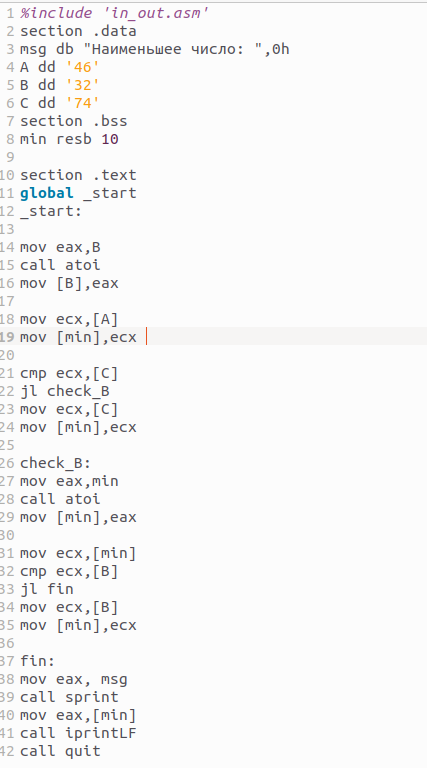 1 %include 'in_out.asm'
2 section .data
3 msg db "Наименьшее число: ",0h
4 A dd '46'
5 B dd '32'
6 C dd '74'
7 section .bss
8 min resb 10
9
10 section .text
11 global _start
12 _start:
13
14 mov eax,B
15 call atoi
16 mov [B],eax
17
18 mov ecx,[A]
19 mov [min],ecx
20
21 cmp ecx,[C]
22 jl check_B
23 mov ecx,[C]
24 mov [min],ecx
25
26 check_B:
27 mov eax,min
28 call atoi
29 mov [min],eax
30
31 mov ecx,[min]
32 cmp ecx,[B]
33 jl fin
34 mov ecx,[B]
35 mov [min],ecx
36
37 fin:
38 mov eax, msg
39 call sprint
40 mov eax,[min]
41 call iprintLF
42 call quit